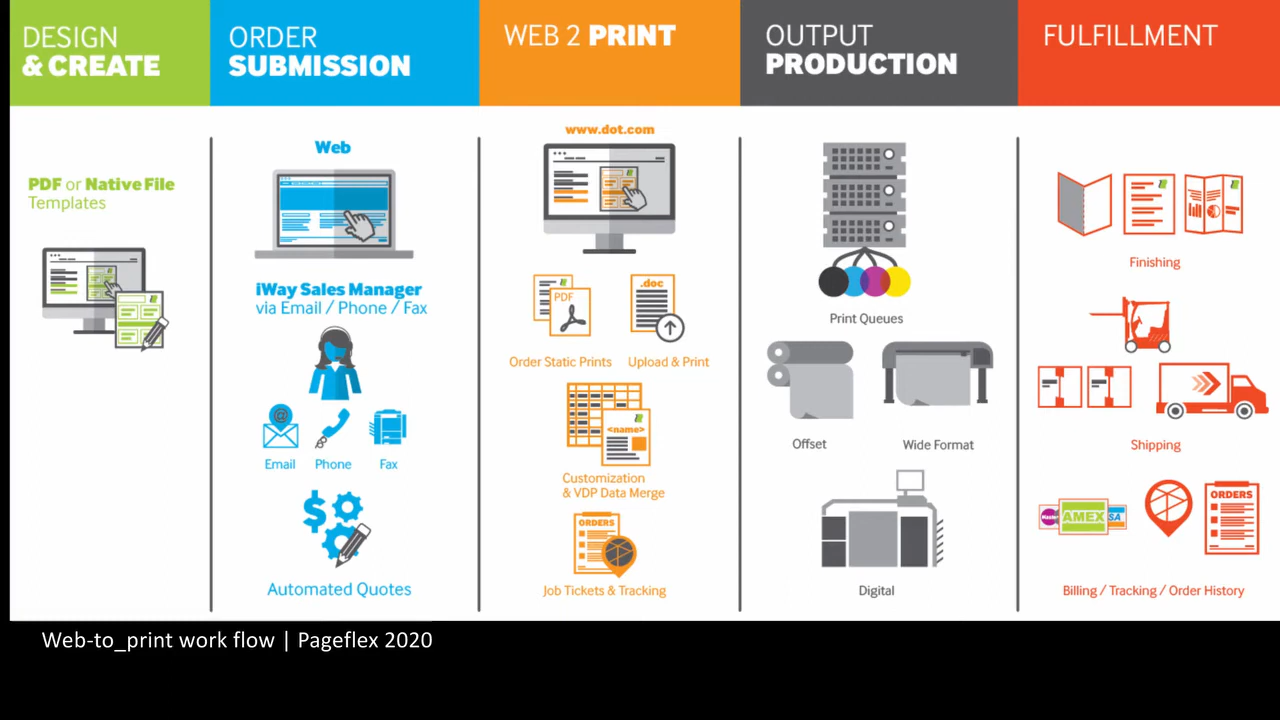 DESIGN
& CREATE
ORDER
SUBMISSION
WEB 2 PRINT
OUTPUT
PRODUCTION
FULFILLMENT
PDF or Native File
Templates
Web
iWay Sales Manager
via Email / Phone / Fax
@
Email
Phone
Fax
$
Automated Quotes
www.dot.com
PDF
.doc
Order Static Prints
Upload & Print
<name>
Customization
& VDP Data Merge
ORDERS
Job Tickets & Tracking
Print Queues
Offset
Wide Format
Digital
Finishing
Shipping
Master
AMEX
SA
ORDERS
Billing / Tracking / Order History
Web-to_print work flow | Pageflex 2020